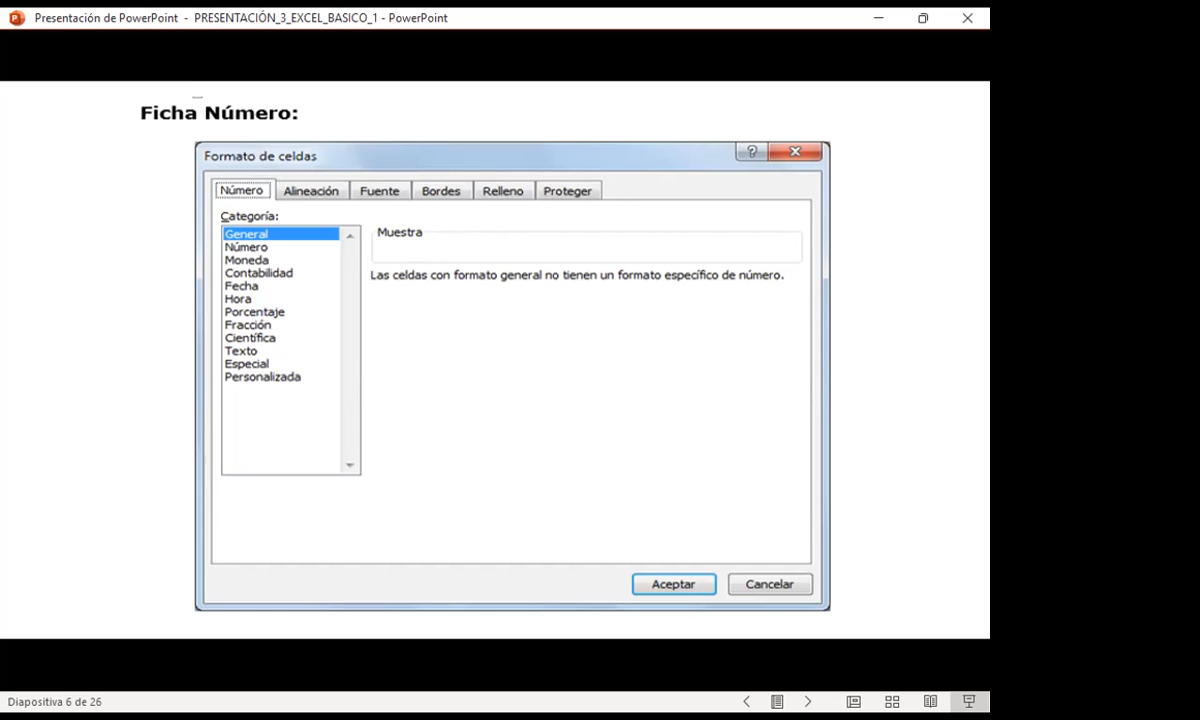 Presentación de PowerPoint - PRESENTACIÓN_3_EXCEL_BASICO_1 - PowerPoint
Ficha Número:
Formato de celdas
Número Alineación Fuente Bordes Relleno Proteger
Categoría:
General
Número
Moneda
Contabilidad
Fecha
Hora
Porcentaje
Fracción
Científica
Texto
Especial
Personalizada
Muestra
Las celdas con formato general no tienen un formato específico de número.
Aceptar Cancelar
Diapositiva 6 de 26